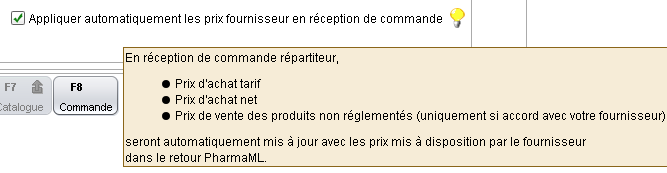 Appliquer automatiquement les prix fournisseur en réception de commande
En réception de commande répartiteur,
F7
Catalogue
F8
Commande
● Prix d'achat tarif
● Prix d'achat net
● Prix de vente des produits non réglementés (uniquement si accord avec votre fournisseur)
seront automatiquement mis à jour avec les prix mis à disposition par le fournisseur
dans le retour PharmaML.